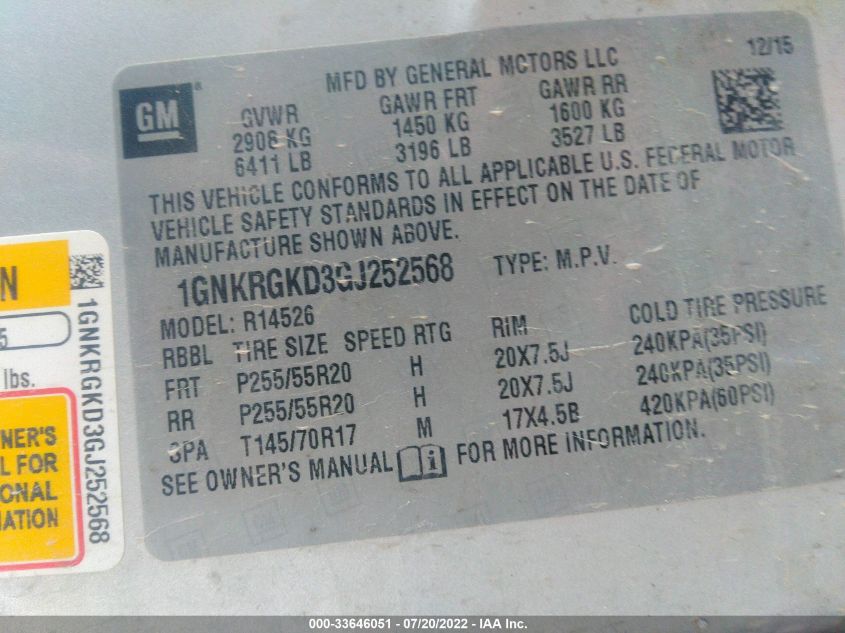 MFD BY GENERAL MOTORS LLC
12/15
GM
GVWR GAWR FRT GAWR RR
2908 KG 1450 KG 1600 KG
6411 LB 3196 LB 3527 LB
THIS VEHICLE CONFORMS TO ALL APPLICABLE U.S. FEDERAL MOTOR
VEHICLE SAFETY STANDARDS IN EFFECT ON THE DATE OF
MANUFACTURE SHOWN ABOVE.
1GNKRGKD3GJ252568 TYPE: M.P.V.
MODEL: R14526
RBBL TIRE SIZE SPEED RTG RIM COLD TIRE PRESSURE
FRT P255/55R20 H 20X7.5J 240KPA(35PSI)
RR P255/55R20 H 20X7.5J 240KPA(35PSI)
SPA T145/70R17 M 17X4.5B 420KPA(60PSI)
SEE OWNER'S MANUAL i FOR MORE INFORMATION.
N
5
lbs.
NER'S
L FOR
ONAL
MATION
1GNKRGKD3GJ252568
000-33646051 - 07/20/2022 - IAA Inc.